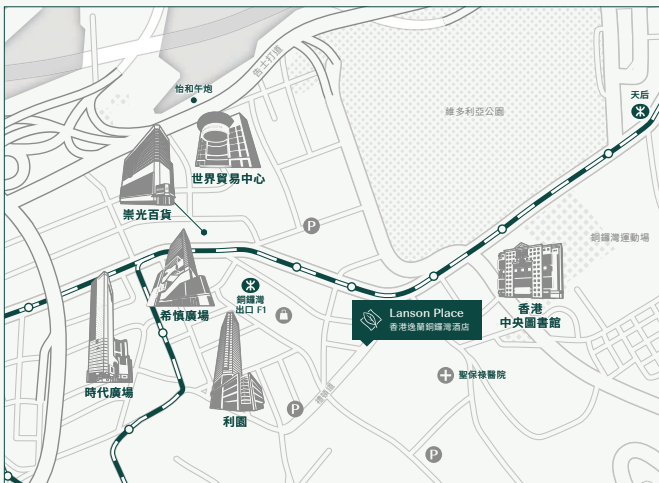 告士打道
怡和午炮
天后
維多利亞公園
世界貿易中心
崇光百貨
P
銅鑼灣運動場
銅鑼灣
出口 F1
希慎廣場
香港
中央圖書館
Lanson Place
香港逸蘭銅鑼灣酒店
時代廣場
聖保祿醫院
禮頓道
P
利園
P